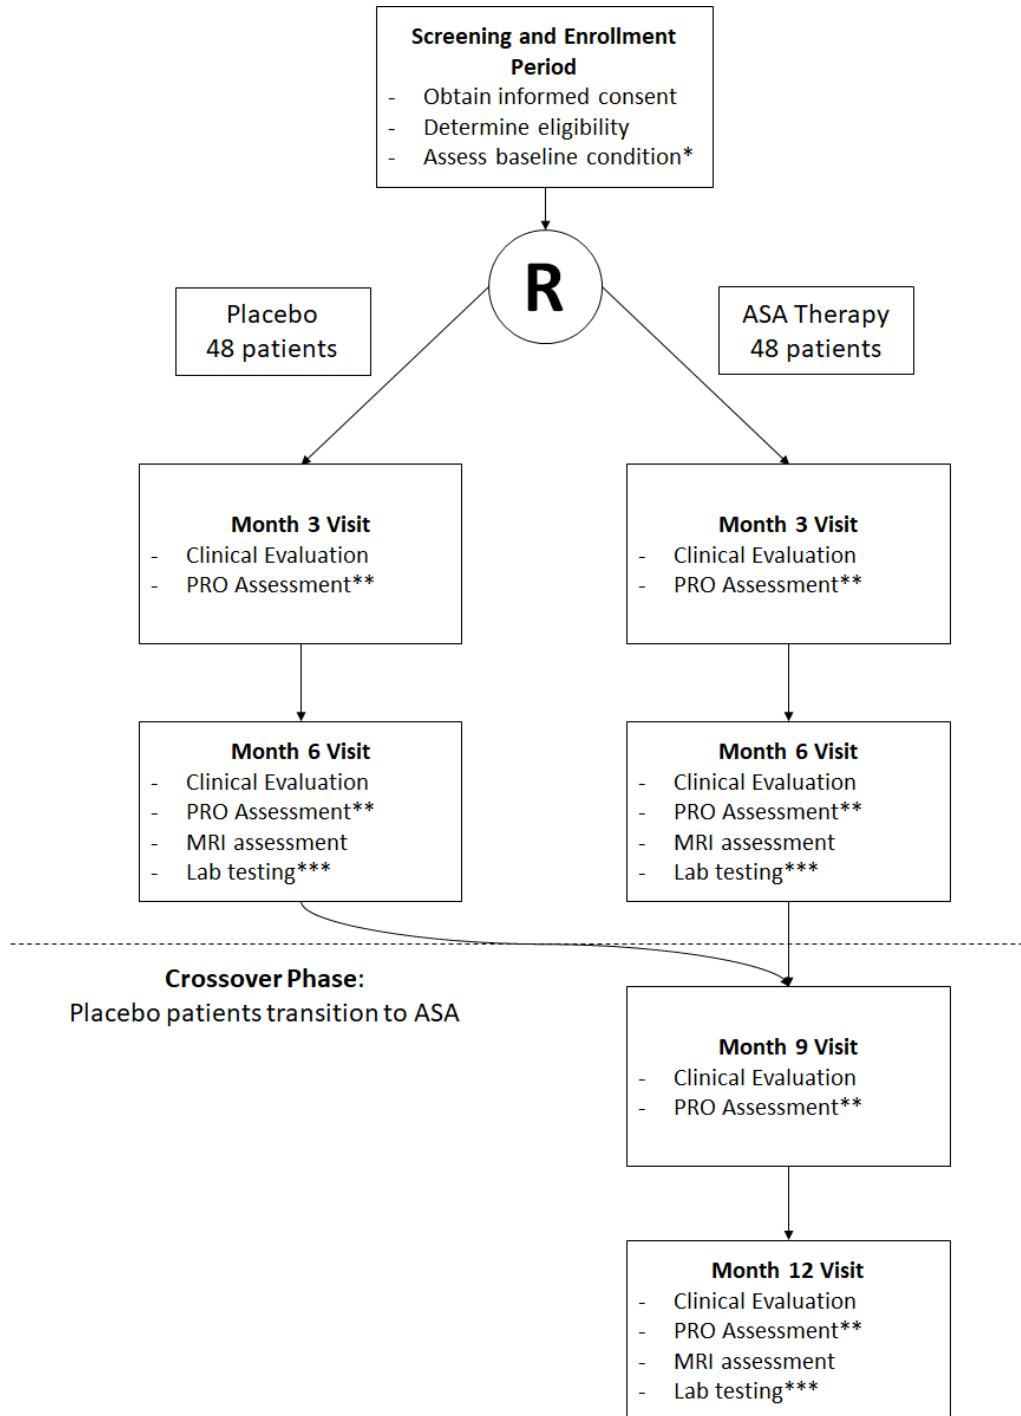 Screening and Enrollment
Period
- Obtain informed consent
- Determine eligibility
- Assess baseline condition*
R
Placebo
48 patients
ASA Therapy
48 patients
Month 3 Visit
- Clinical Evaluation
- PRO Assessment**
Month 3 Visit
- Clinical Evaluation
- PRO Assessment**
Month 6 Visit
- Clinical Evaluation
- PRO Assessment**
- MRI assessment
- Lab testing***
Month 6 Visit
- Clinical Evaluation
- PRO Assessment**
- MRI assessment
- Lab testing***
Crossover Phase:
Placebo patients transition to ASA
Month 9 Visit
- Clinical Evaluation
- PRO Assessment**
Month 12 Visit
- Clinical Evaluation
- PRO Assessment**
- MRI assessment
- Lab testing***